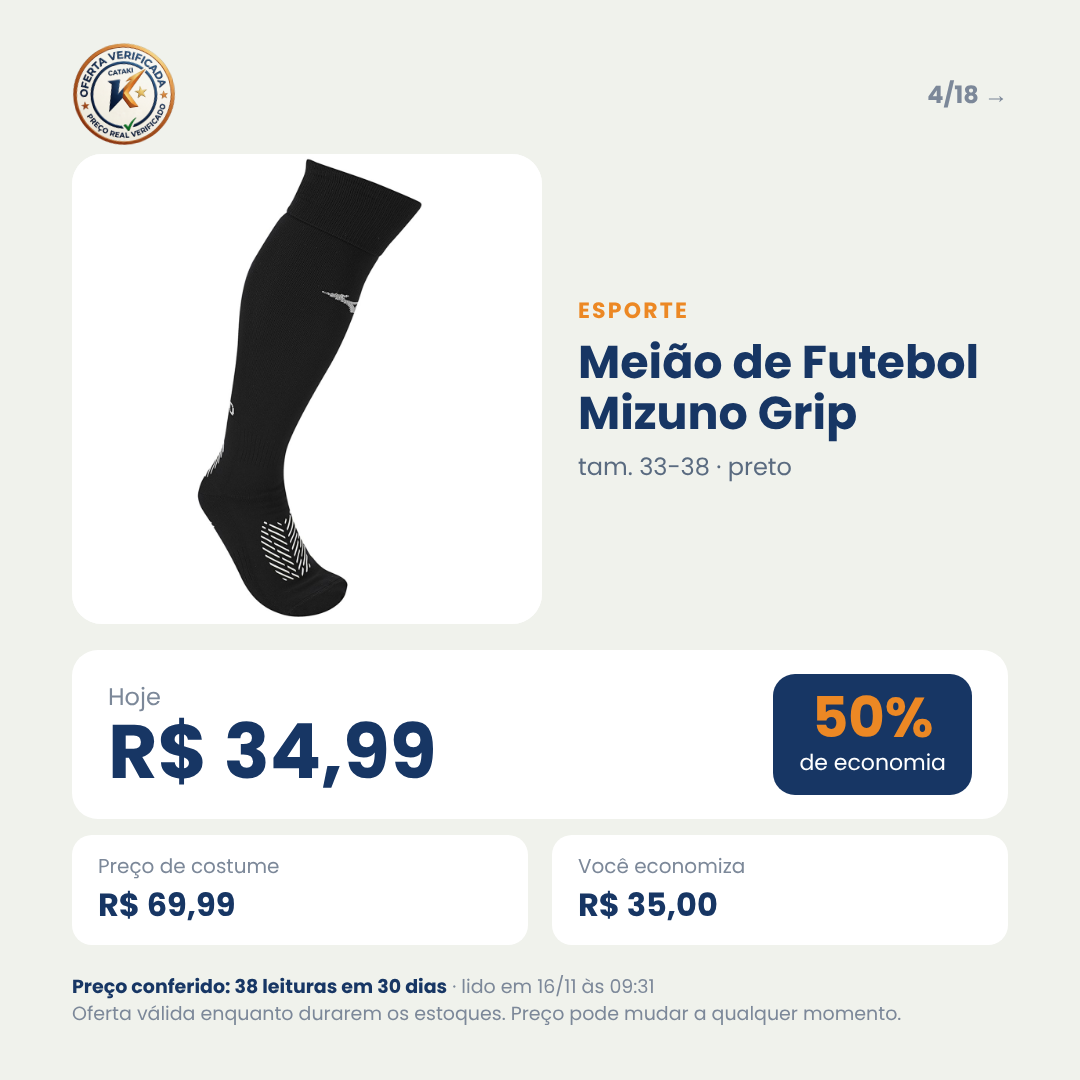 OFERTA VERIFICADA
CATAKI
K
PREÇO REAL VERIFICADO
4/18 →
ESPORTE
Meião de Futebol
Mizuno Grip
tam. 33-38 · preto
Hoje
R$ 34,99
50%
de economia
Preço de costume
R$ 69,99
Você economiza
R$ 35,00
Preço conferido: 38 leituras em 30 dias · lido em 16/11 às 09:31
Oferta válida enquanto durarem os estoques. Preço pode mudar a qualquer momento.